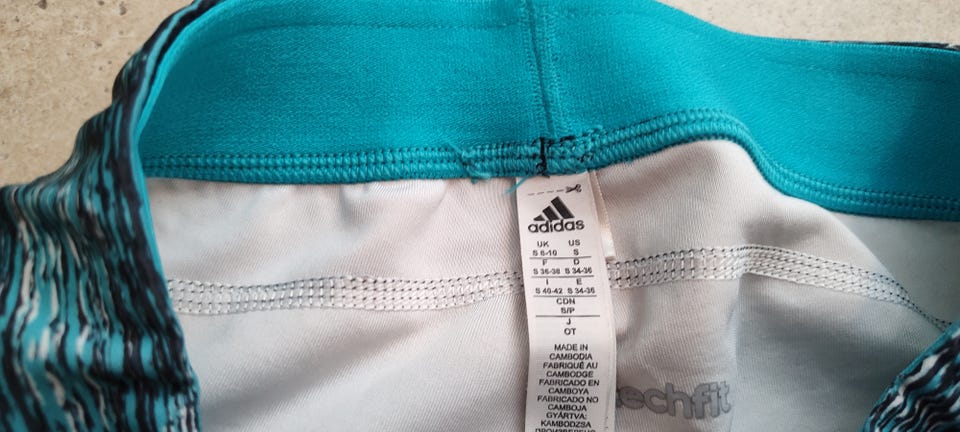 adidas
UK US
S 6-10 S
F D
S 36-38 S 34-36
I E
S 40-42 S 34-36
CDN
S/P
J
OT
MADE IN
CAMBODIA
FABRIQUÉ AU
CAMBODGE
FABRICADO EN
CAMBOYA
FABRICADO NO
CAMBOJA
GYÁRTVA:
KAMBODZSA
techfit